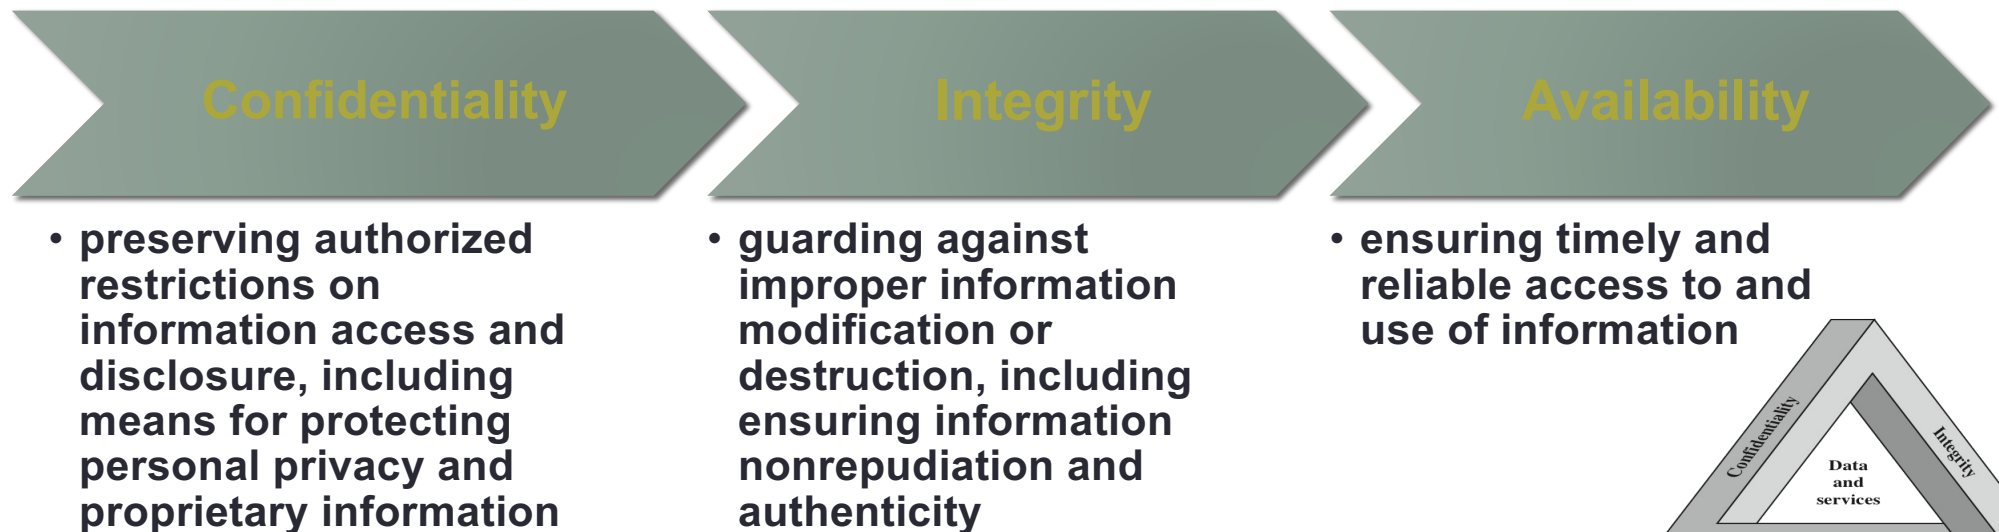 Confidentiality
• preserving authorized
restrictions on
information access and
disclosure, including
means for protecting
personal privacy and
proprietary information
Integrity
• guarding against
improper information
modification or
destruction, including
ensuring information
nonrepudiation and
authenticity
Availability
• ensuring timely and
reliable access to and
use of information
Confidentiality
Integrity
Data
and
services